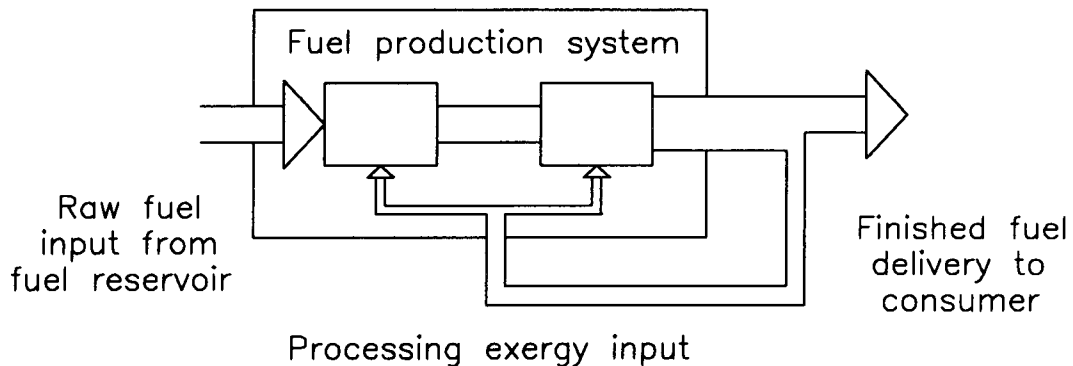 Fuel production system
Raw fuel
input from
fuel reservoir
Finished fuel
delivery to
consumer
Processing exergy input